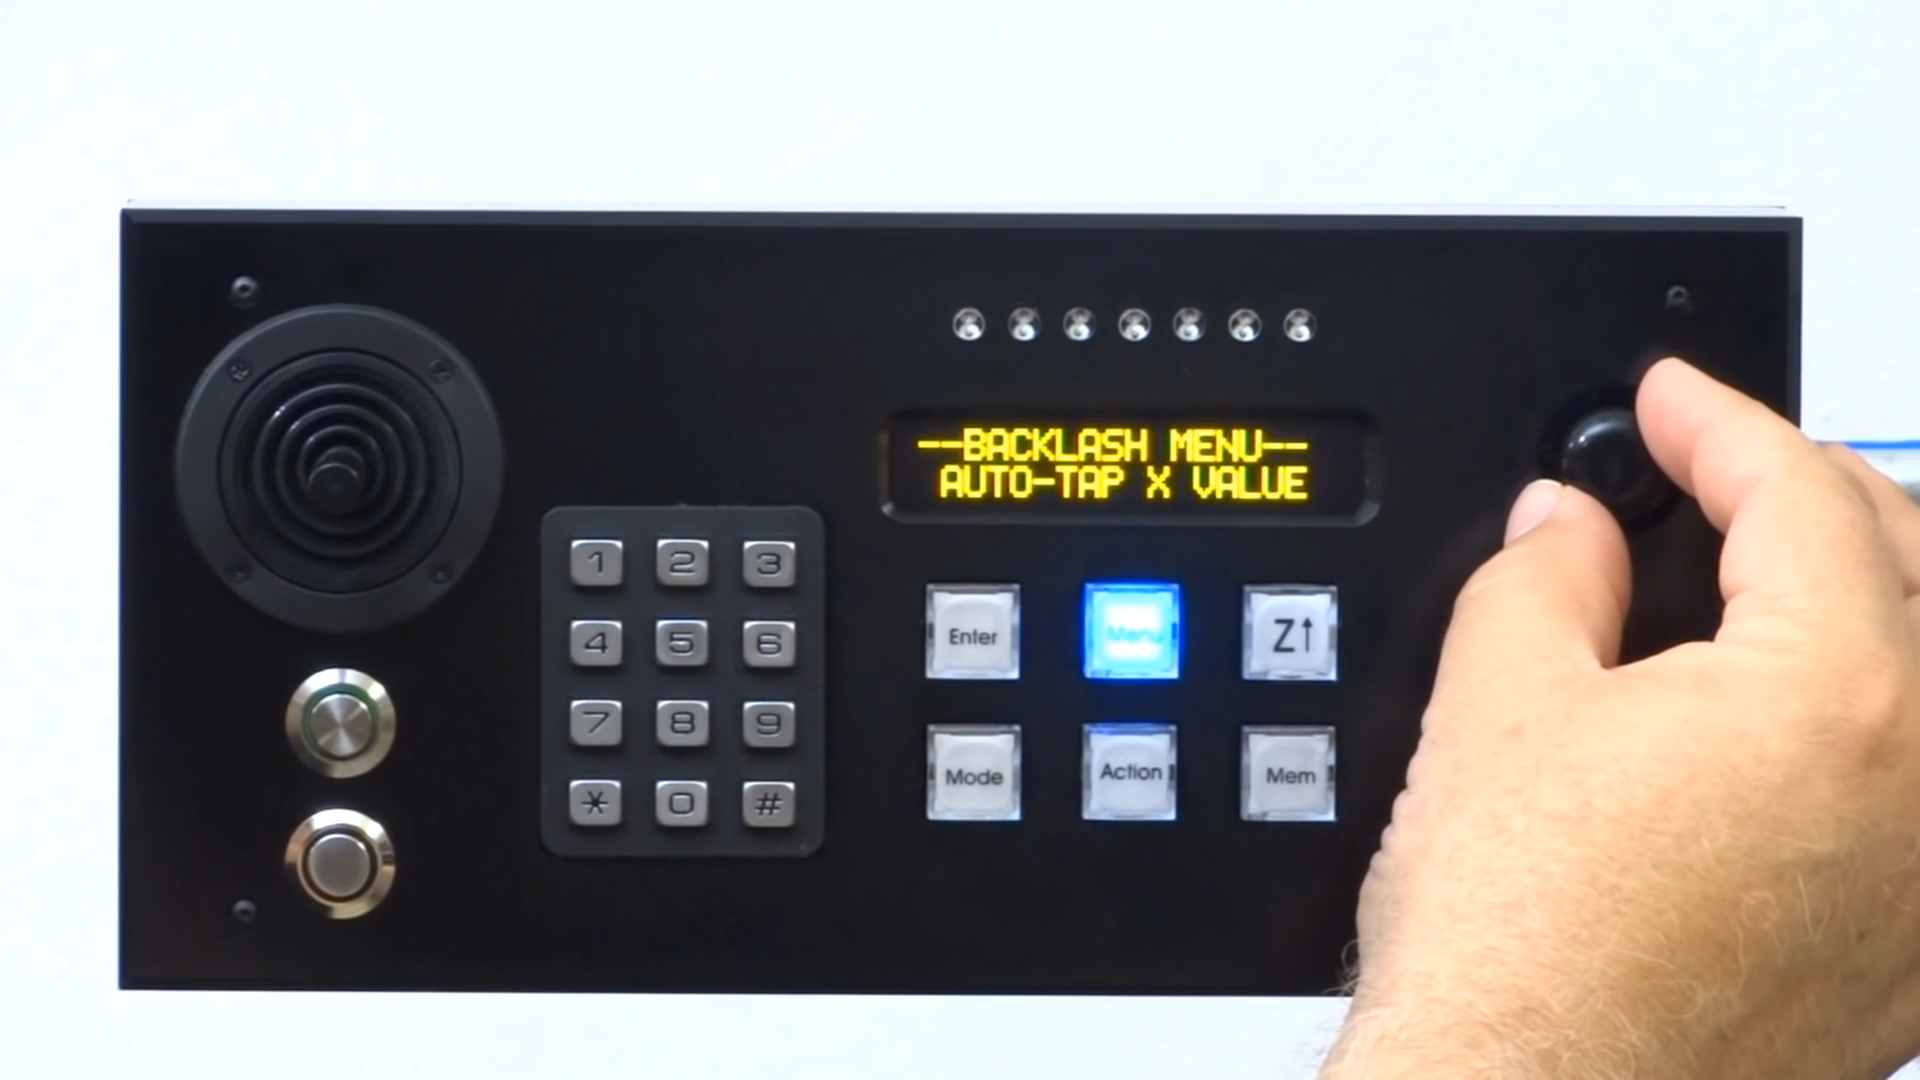 --BACKLASH MENU--
AUTO-TAP X VALUE
1 2 3
4 5 6
7 8 9
* 0 #
Enter Menu Z↑
Mode Action Mem